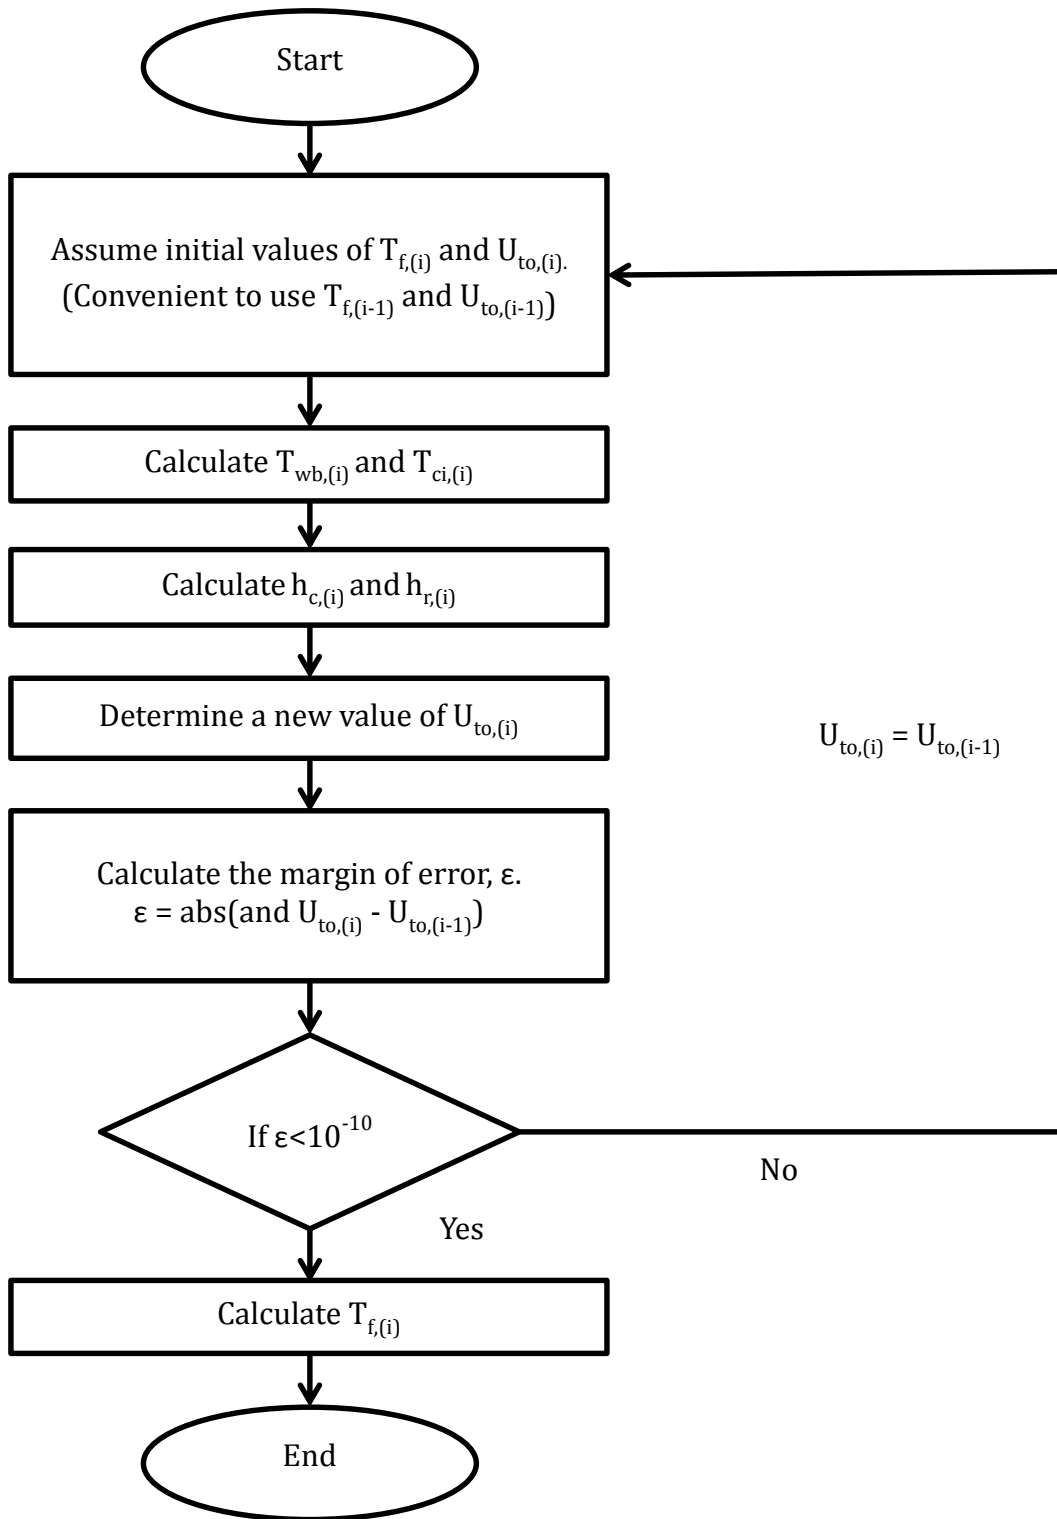 Start
Assume initial values of T_f,(i) and U_to,(i).
(Convenient to use T_f,(i-1) and U_to,(i-1))
Calculate T_wb,(i) and T_ci,(i)
Calculate h_c,(i) and h_r,(i)
Determine a new value of U_to,(i)
U_to,(i) = U_to,(i-1)
Calculate the margin of error, ε.
ε = abs(and U_to,(i) - U_to,(i-1))
If ε<10^-10
No
Yes
Calculate T_f,(i)
End